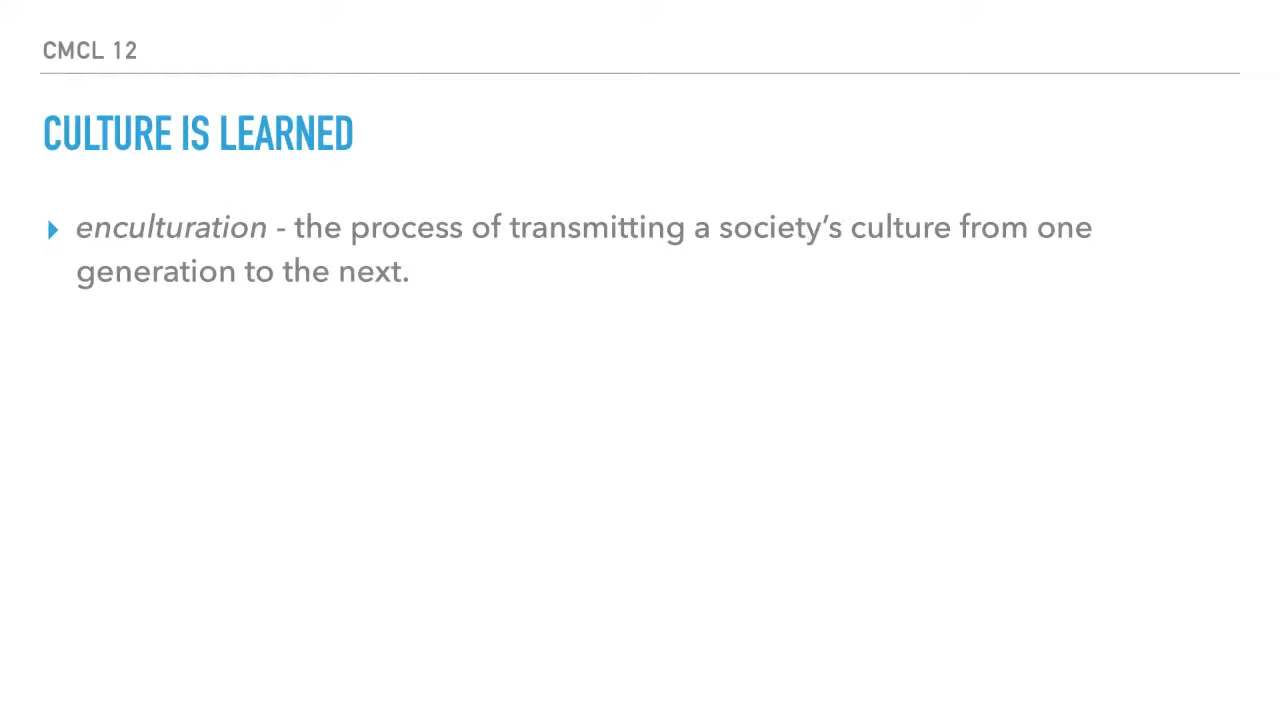 CMCL 12
CULTURE IS LEARNED
enculturation - the process of transmitting a society’s culture from one
generation to the next.